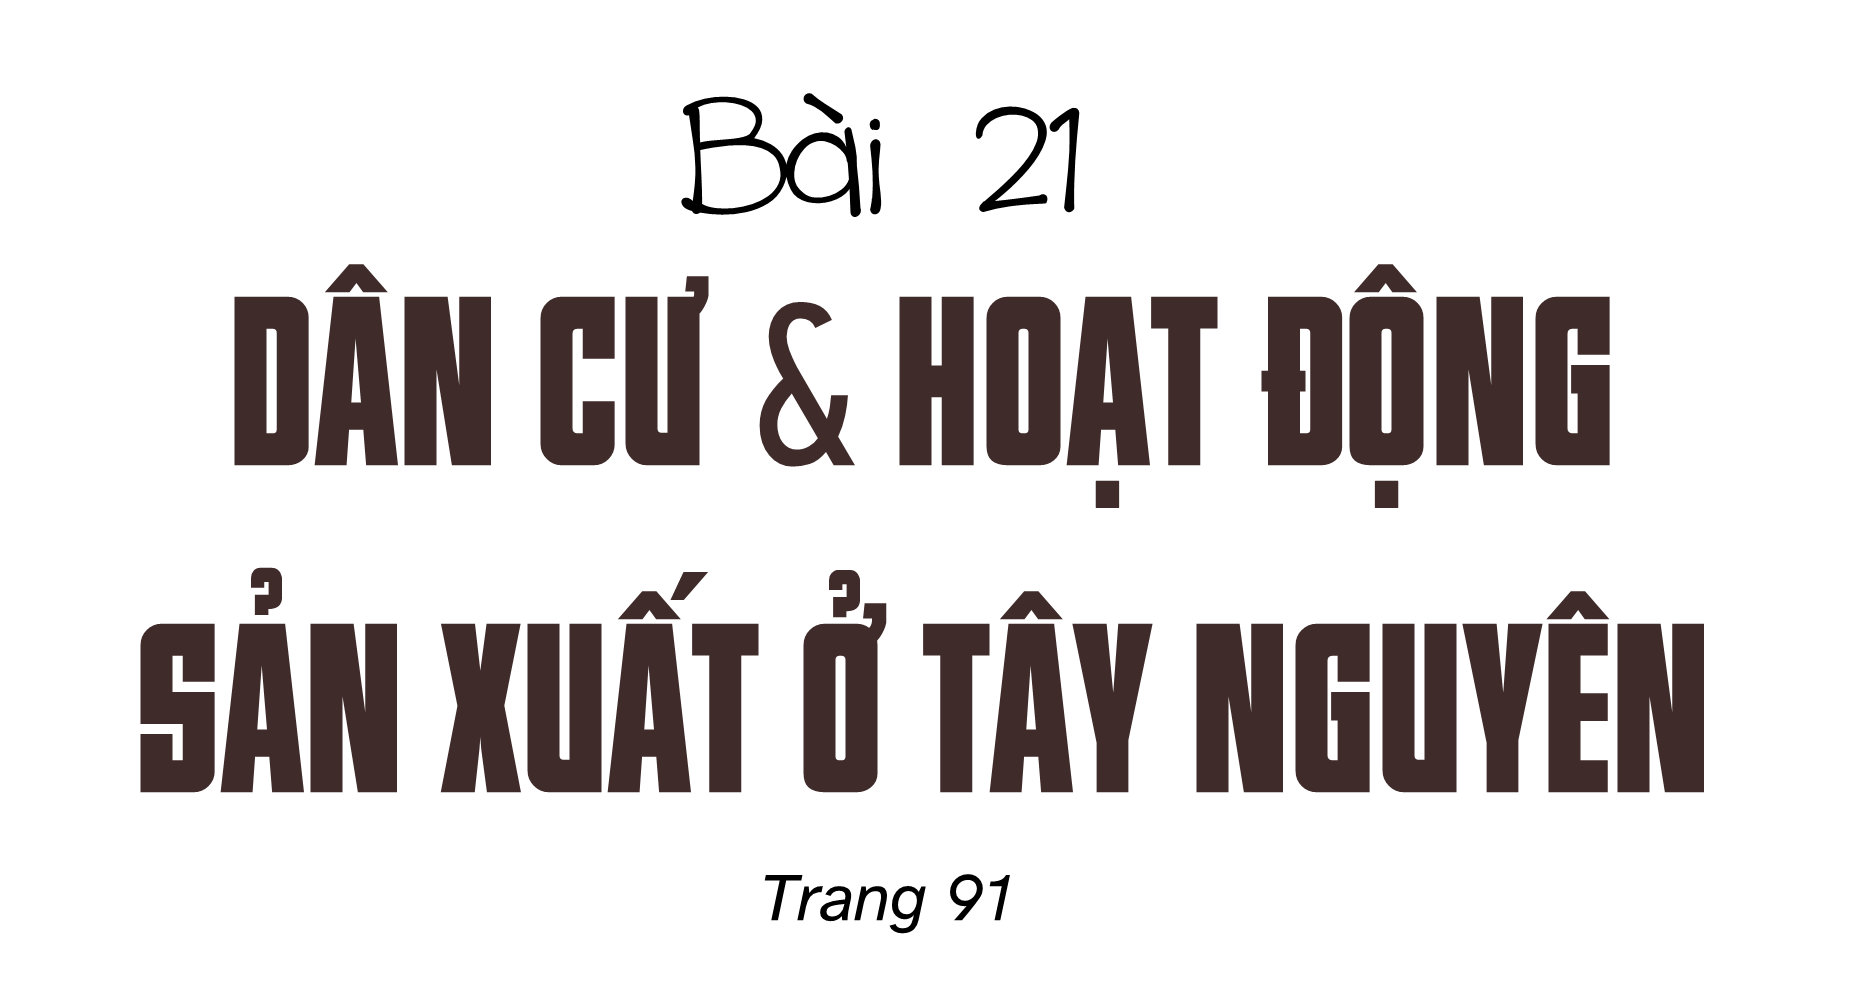 Bài 21
DÂN CƯ & HOẠT ĐỘNG
SẢN XUẤT Ở TÂY NGUYÊN
Trang 91